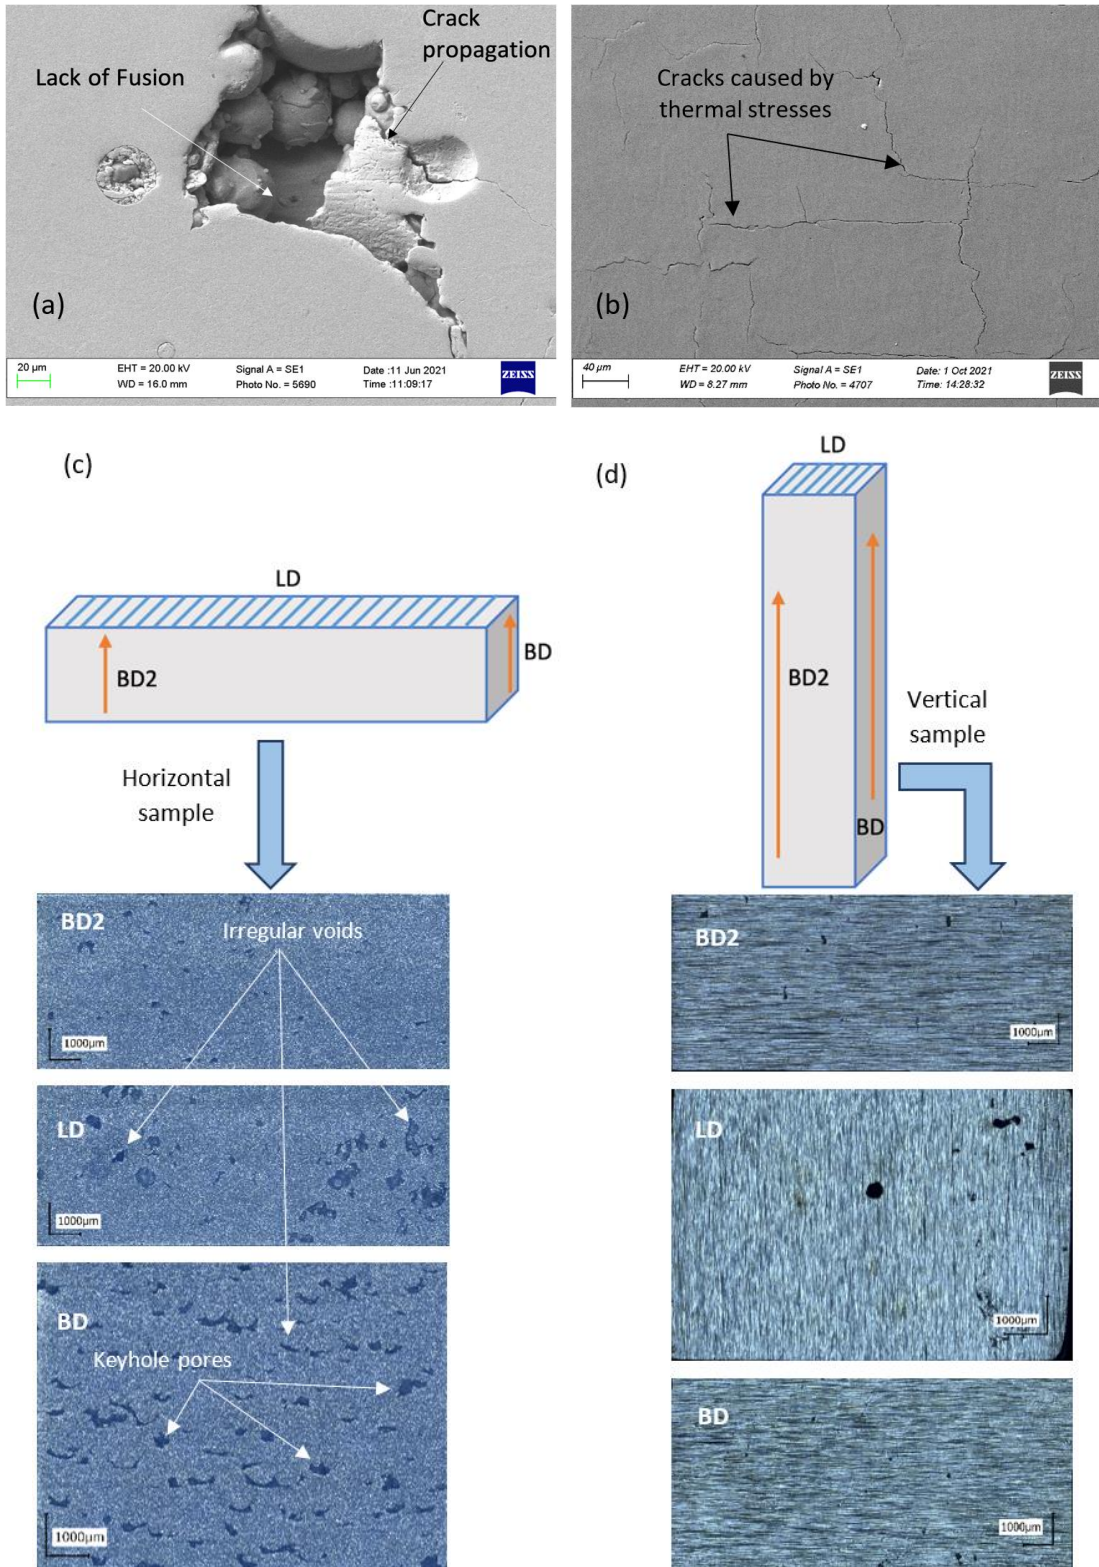 Crack
propagation
Lack of Fusion
(a)
20 µm
EHT = 20.00 kV
WD = 16.0 mm
Signal A = SE1
Photo No. = 5690
Date :11 Jun 2021
Time :11:09:17
ZEISS
Cracks caused by
thermal stresses
(b)
40 µm
EHT = 20.00 kV
WD = 8.27 mm
Signal A = SE1
Photo No. = 4707
Date: 1 Oct 2021
Time: 14:28:32
ZEISS
(c)
LD
BD2
BD
Horizontal
sample
BD2
Irregular voids
1000µm
LD
1000µm
BD
Keyhole pores
1000µm
(d)
LD
BD2
BD
Vertical
sample
BD2
1000µm
LD
1000µm
BD
1000µm